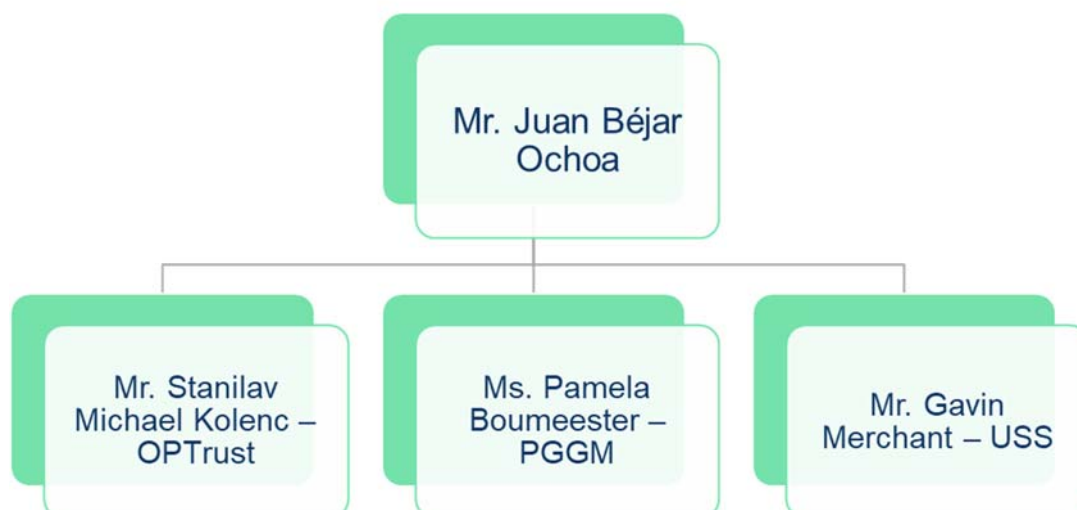 Mr. Juan Béjar
Ochoa
Mr. Stanilav
Michael Kolenc –
OPTrust
Ms. Pamela
Boumeester –
PGGM
Mr. Gavin
Merchant – USS